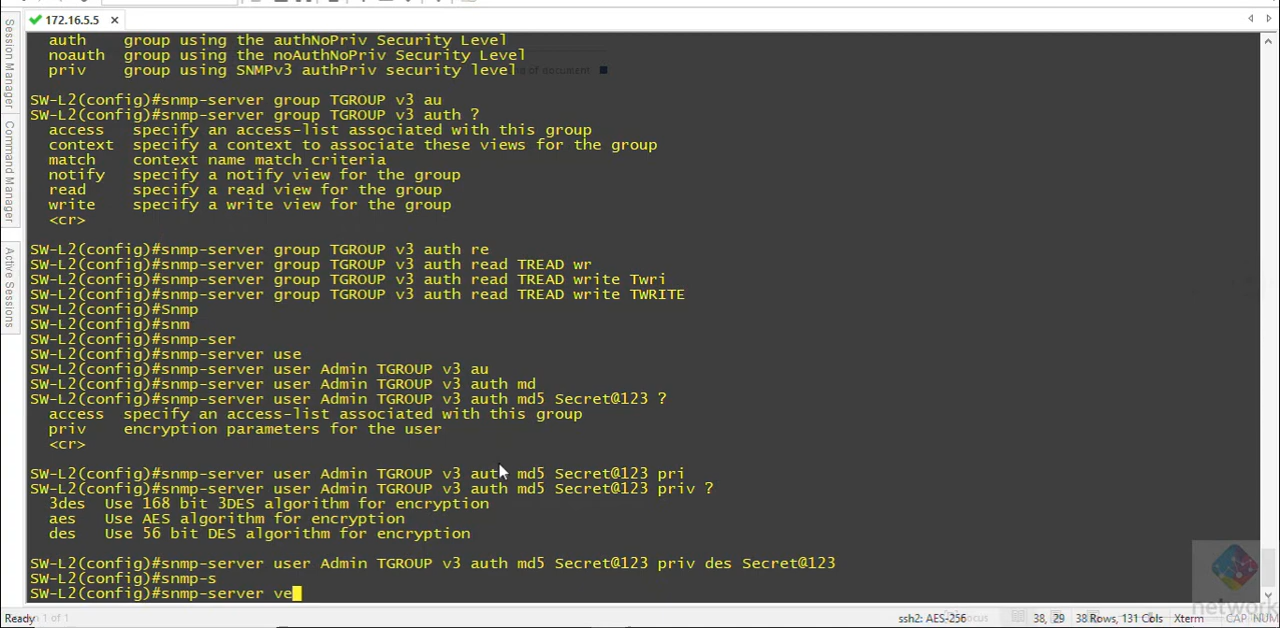 172.16.5.5
Session Manager
Command Manager
Active Sessions
auth group using the authNoPriv Security Level
noauth group using the noAuthNoPriv Security Level
priv group using SNMPv3 authPriv security level
of document
SW-L2(config)#snmp-server group TGROUP v3 au
SW-L2(config)#snmp-server group TGROUP v3 auth ?
access specify an access-list associated with this group
context specify a context to associate these views for the group
match context name match criteria
notify specify a notify view for the group
read specify a read view for the group
write specify a write view for the group
<cr>
SW-L2(config)#snmp-server group TGROUP v3 auth re
SW-L2(config)#snmp-server group TGROUP v3 auth read TREAD wr
SW-L2(config)#snmp-server group TGROUP v3 auth read TREAD write Twri
SW-L2(config)#snmp-server group TGROUP v3 auth read TREAD write TWRITE
SW-L2(config)#Snmp
SW-L2(config)#snm
SW-L2(config)#snmp-ser
SW-L2(config)#snmp-server use
SW-L2(config)#snmp-server user Admin TGROUP v3 au
SW-L2(config)#snmp-server user Admin TGROUP v3 auth md
SW-L2(config)#snmp-server user Admin TGROUP v3 auth md5 Secret@123 ?
access specify an access-list associated with this group
priv encryption parameters for the user
<cr>
SW-L2(config)#snmp-server user Admin TGROUP v3 auth md5 Secret@123 pri
SW-L2(config)#snmp-server user Admin TGROUP v3 auth md5 Secret@123 priv ?
3des Use 168 bit 3DES algorithm for encryption
aes Use AES algorithm for encryption
des Use 56 bit DES algorithm for encryption
SW-L2(config)#snmp-server user Admin TGROUP v3 auth md5 Secret@123 priv des Secret@123
SW-L2(config)#snmp-s
SW-L2(config)#snmp-server ve
network
Ready 1 of 1
ssh2: AES-256 38, 29 38 Rows, 131 Cols Xterm CAP NUM